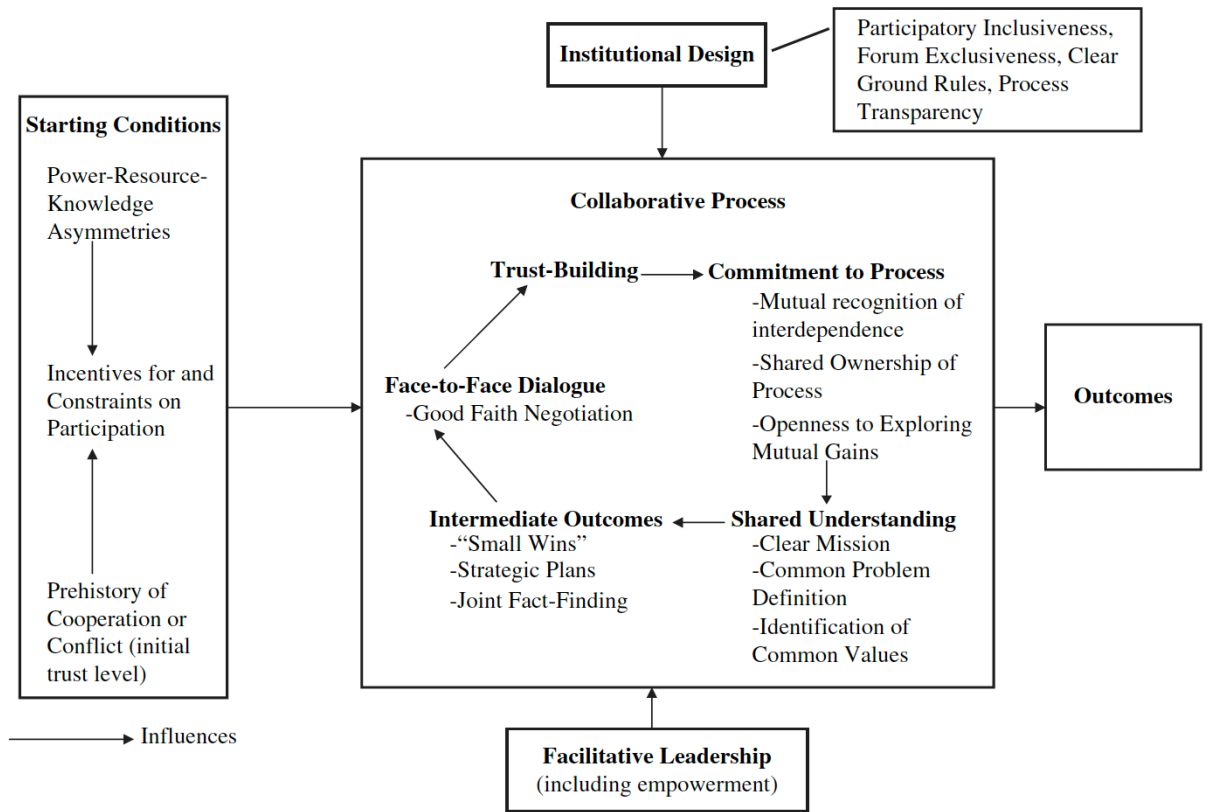 Institutional Design
Participatory Inclusiveness,
Forum Exclusiveness, Clear
Ground Rules, Process
Transparency
Starting Conditions
Power-Resource-
Knowledge
Asymmetries
Incentives for and
Constraints on
Participation
Prehistory of
Cooperation or
Conflict (initial
trust level)
Influences
Collaborative Process
Trust-Building
Commitment to Process
-Mutual recognition of
interdependence
-Shared Ownership of
Process
-Openness to Exploring
Mutual Gains
Face-to-Face Dialogue
-Good Faith Negotiation
Intermediate Outcomes
-“Small Wins”
-Strategic Plans
-Joint Fact-Finding
Shared Understanding
-Clear Mission
-Common Problem
Definition
-Identification of
Common Values
Outcomes
Facilitative Leadership
(including empowerment)